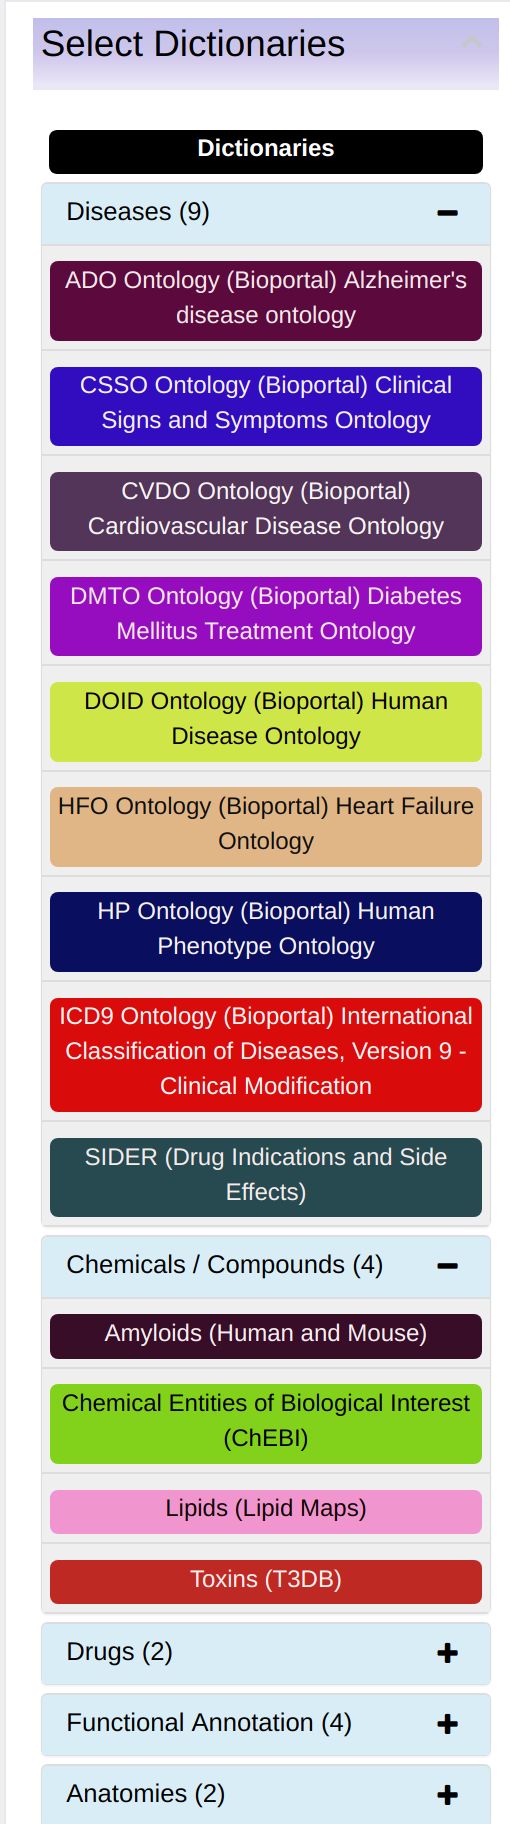 Select Dictionaries
Dictionaries
Diseases (9)
ADO Ontology (Bioportal) Alzheimer's
disease ontology
CSSO Ontology (Bioportal) Clinical
Signs and Symptoms Ontology
CVDO Ontology (Bioportal)
Cardiovascular Disease Ontology
DMTO Ontology (Bioportal) Diabetes
Mellitus Treatment Ontology
DOID Ontology (Bioportal) Human
Disease Ontology
HFO Ontology (Bioportal) Heart Failure
Ontology
HP Ontology (Bioportal) Human
Phenotype Ontology
ICD9 Ontology (Bioportal) International
Classification of Diseases, Version 9 -
Clinical Modification
SIDER (Drug Indications and Side
Effects)
Chemicals / Compounds (4)
Amyloids (Human and Mouse)
Chemical Entities of Biological Interest
(ChEBI)
Lipids (Lipid Maps)
Toxins (T3DB)
Drugs (2)
Functional Annotation (4)
Anatomies (2)